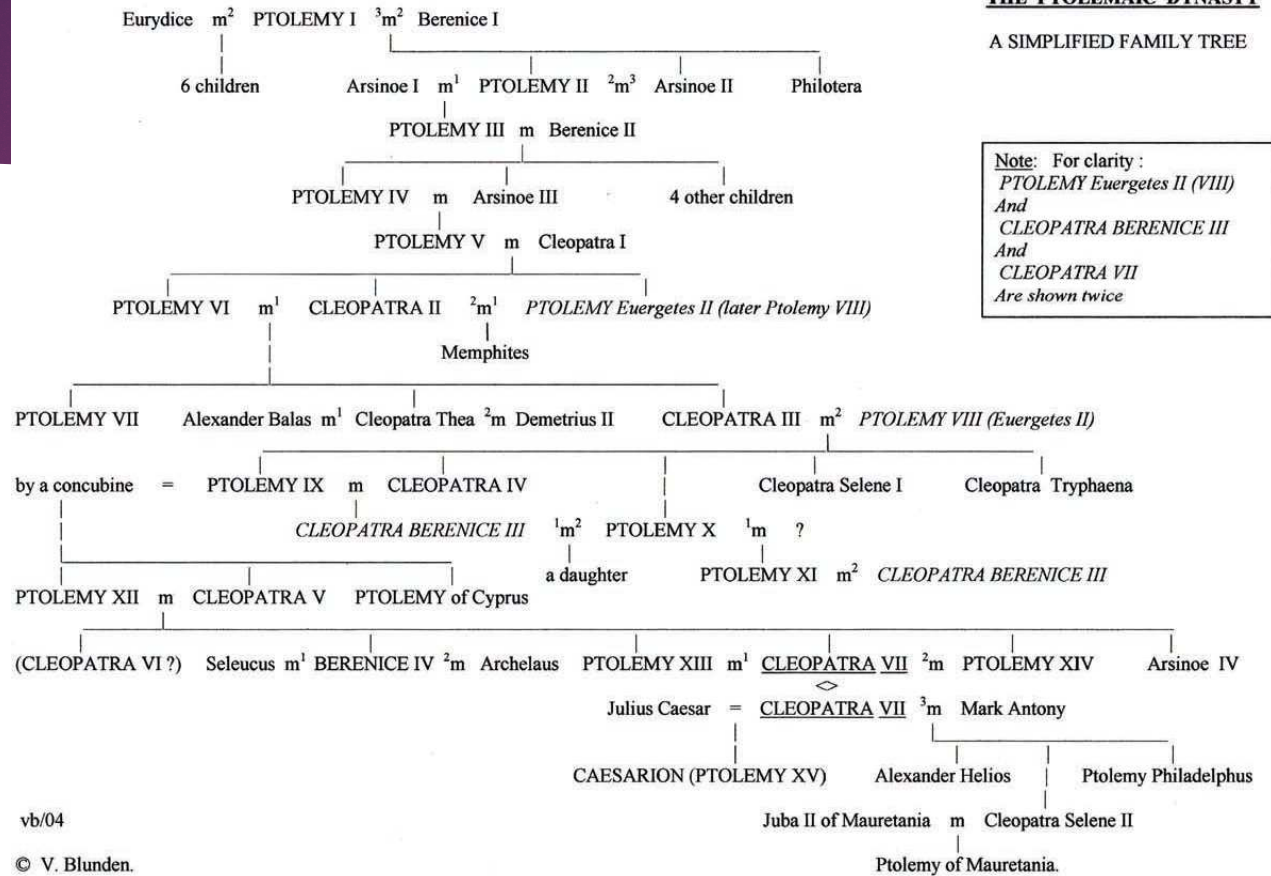 THE PTOLEMAIC DYNASTY
A SIMPLIFIED FAMILY TREE
Eurydice m² PTOLEMY I ³m² Berenice I
6 children Arsinoe I m¹ PTOLEMY II ²m³ Arsinoe II Philotera
PTOLEMY III m Berenice II
PTOLEMY IV m Arsinoe III 4 other children
PTOLEMY V m Cleopatra I
Note: For clarity :
PTOLEMY Euergetes II (VIII)
And
CLEOPATRA BERENICE III
And
CLEOPATRA VII
Are shown twice
PTOLEMY VI m¹ CLEOPATRA II ²m¹ PTOLEMY Euergetes II (later Ptolemy VIII)
Memphites
PTOLEMY VII Alexander Balas m¹ Cleopatra Thea ²m Demetrius II CLEOPATRA III m² PTOLEMY VIII (Euergetes II)
by a concubine = PTOLEMY IX m CLEOPATRA IV Cleopatra Selene I Cleopatra Tryphaena
CLEOPATRA BERENICE III ¹m² PTOLEMY X ¹m ?
a daughter PTOLEMY XI m² CLEOPATRA BERENICE III
PTOLEMY XII m CLEOPATRA V PTOLEMY of Cyprus
(CLEOPATRA VI ?) Seleucus m¹ BERENICE IV ²m Archelaus PTOLEMY XIII m¹ CLEOPATRA VII ²m PTOLEMY XIV Arsinoe IV
Julius Caesar = CLEOPATRA VII ³m Mark Antony
CAESARION (PTOLEMY XV) Alexander Helios Ptolemy Philadelphus
Juba II of Mauretania m Cleopatra Selene II
Ptolemy of Mauretania.
vb/04
© V. Blunden.